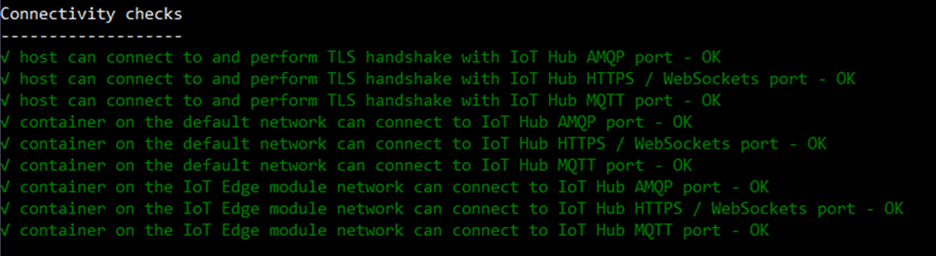 Connectivity checks
-------------------
√ host can connect to and perform TLS handshake with IoT Hub AMQP port - OK
√ host can connect to and perform TLS handshake with IoT Hub HTTPS / WebSockets port - OK
√ host can connect to and perform TLS handshake with IoT Hub MQTT port - OK
√ container on the default network can connect to IoT Hub AMQP port - OK
√ container on the default network can connect to IoT Hub HTTPS / WebSockets port - OK
√ container on the default network can connect to IoT Hub MQTT port - OK
√ container on the IoT Edge module network can connect to IoT Hub AMQP port - OK
√ container on the IoT Edge module network can connect to IoT Hub HTTPS / WebSockets port - OK
√ container on the IoT Edge module network can connect to IoT Hub MQTT port - OK